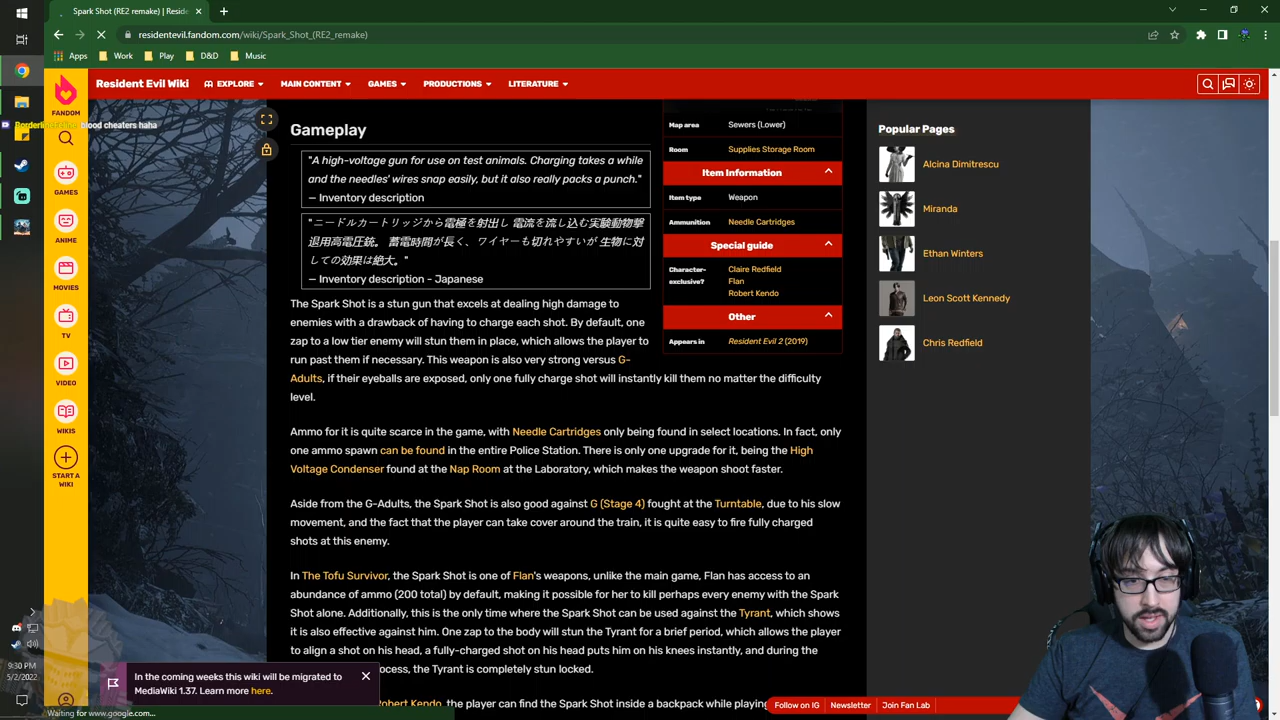 Spark Shot (RE2 remake) | Residen
residentevil.fandom.com/wiki/Spark_Shot_(RE2_remake)
Apps Work Play D&D Music
FANDOM
Resident Evil Wiki
EXPLORE MAIN CONTENT GAMES PRODUCTIONS LITERATURE
blood cheaters haha
GAMES
ANIME
MOVIES
TV
VIDEO
WIKIS
START A
WIKI
Gameplay
"A high-voltage gun for use on test animals. Charging takes a while
and the needles' wires snap easily, but it also really packs a punch."
— Inventory description
"ニードルカートリッジから電極を射出し 電流を流し込む実験動物撃
退用高電圧銃。 蓄電時間が長く、ワイヤーも切れやすいが 生物に対
しての効果は絶大。"
— Inventory description - Japanese
The Spark Shot is a stun gun that excels at dealing high damage to
enemies with a drawback of having to charge each shot. By default, one
zap to a low tier enemy will stun them in place, which allows the player to
run past them if necessary. This weapon is also very strong versus G-
Adults, if their eyeballs are exposed, only one fully charge shot will instantly kill them no matter the difficulty
level.
Ammo for it is quite scarce in the game, with Needle Cartridges only being found in select locations. In fact, only
one ammo spawn can be found in the entire Police Station. There is only one upgrade for it, being the High
Voltage Condenser found at the Nap Room at the Laboratory, which makes the weapon shoot faster.
Aside from the G-Adults, the Spark Shot is also good against G (Stage 4) fought at the Turntable, due to his slow
movement, and the fact that the player can take cover around the train, it is quite easy to fire fully charged
shots at this enemy.
In The Tofu Survivor, the Spark Shot is one of Flan's weapons, unlike the main game, Flan has access to an
abundance of ammo (200 total) by default, making it possible for her to kill perhaps every enemy with the Spark
Shot alone. Additionally, this is the only time where the Spark Shot can be used against the Tyrant, which shows
it is also effective against him. One zap to the body will stun the Tyrant for a brief period, which allows the player
to align a shot on his head, a fully-charged shot on his head puts him on his knees instantly, and during the
ocess, the Tyrant is completely stun locked.
Robert Kendo, the player can find the Spark Shot inside a backpack while playing
Map area Sewers (Lower)
Room Supplies Storage Room
Item Information
Item type Weapon
Ammunition Needle Cartridges
Special guide
Character-
exclusive?
Claire Redfield
Flan
Robert Kendo
Other
Appears in Resident Evil 2 (2019)
Popular Pages
Alcina Dimitrescu
Miranda
Ethan Winters
Leon Scott Kennedy
Chris Redfield
In the coming weeks this wiki will be migrated to
MediaWiki 1.37. Learn more here.
Follow on IG Newsletter Join Fan Lab
9:30 PM
Waiting for www.google.com...